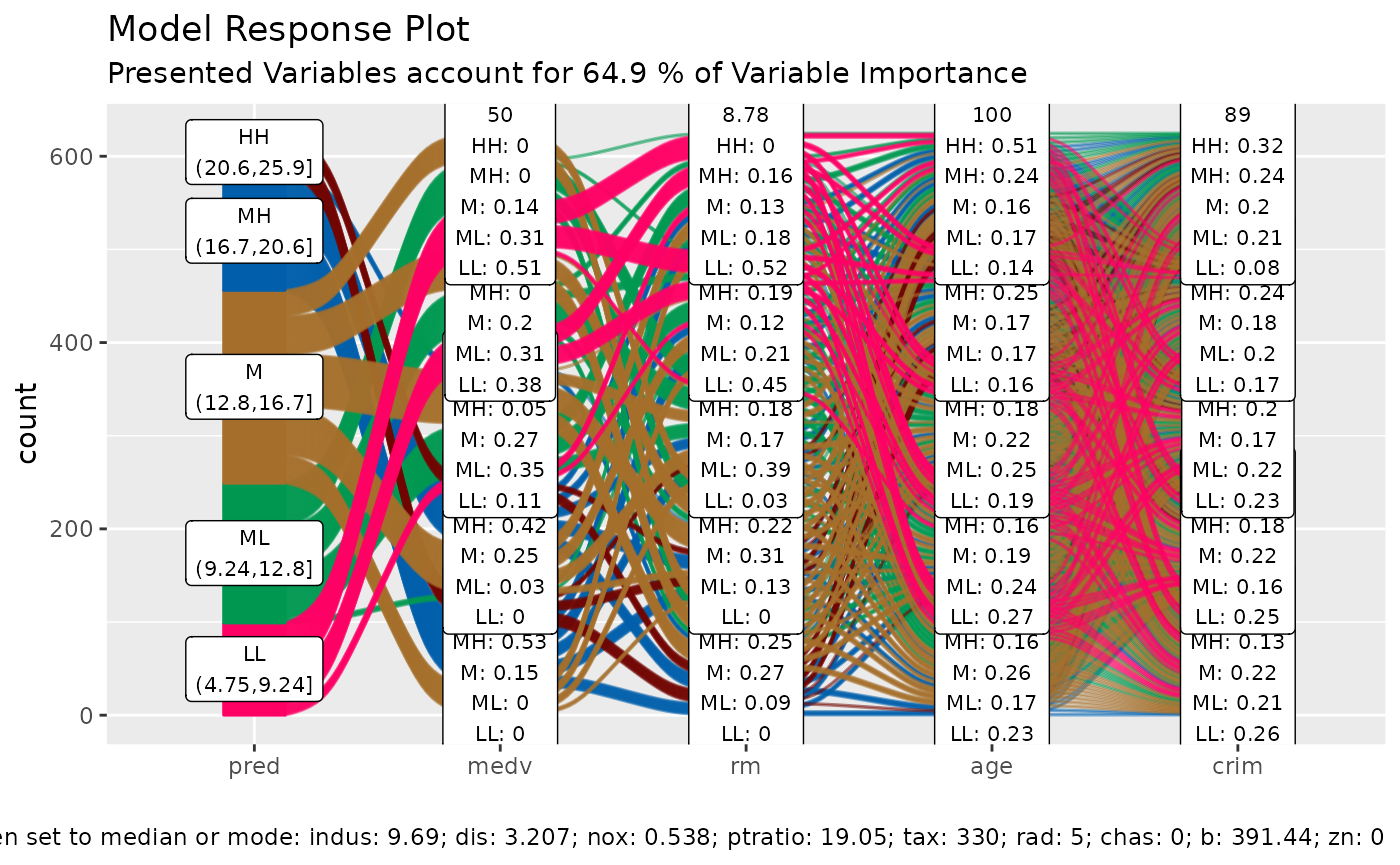 Model Response Plot
Presented Variables account for 64.9 % of Variable Importance
count
600
400
200
0
HH
(20.6,25.9]
MH
(16.7,20.6]
M
(12.8,16.7]
ML
(9.24,12.8]
LL
(4.75,9.24]
50
HH: 0
MH: 0
M: 0.14
ML: 0.31
LL: 0.51
MH: 0
M: 0.2
ML: 0.31
LL: 0.38
MH: 0.05
M: 0.27
ML: 0.35
LL: 0.11
MH: 0.42
M: 0.25
ML: 0.03
LL: 0
MH: 0.53
M: 0.15
ML: 0
LL: 0
8.78
HH: 0
MH: 0.16
M: 0.13
ML: 0.18
LL: 0.52
MH: 0.19
M: 0.12
ML: 0.21
LL: 0.45
MH: 0.18
M: 0.17
ML: 0.39
LL: 0.03
MH: 0.22
M: 0.31
ML: 0.13
LL: 0
MH: 0.25
M: 0.27
ML: 0.09
LL: 0
100
HH: 0.51
MH: 0.24
M: 0.16
ML: 0.17
LL: 0.14
MH: 0.25
M: 0.17
ML: 0.17
LL: 0.16
MH: 0.18
M: 0.22
ML: 0.25
LL: 0.19
MH: 0.16
M: 0.19
ML: 0.24
LL: 0.27
MH: 0.16
M: 0.26
ML: 0.17
LL: 0.23
89
HH: 0.32
MH: 0.24
M: 0.2
ML: 0.21
LL: 0.08
MH: 0.24
M: 0.18
ML: 0.2
LL: 0.17
MH: 0.2
M: 0.17
ML: 0.22
LL: 0.23
MH: 0.18
M: 0.22
ML: 0.16
LL: 0.25
MH: 0.13
M: 0.22
ML: 0.21
LL: 0.26
pred medv rm age crim
set to median or mode: indus: 9.69; dis: 3.207; nox: 0.538; ptratio: 19.05; tax: 330; rad: 5; chas: 0; b: 391.44; zn: 0